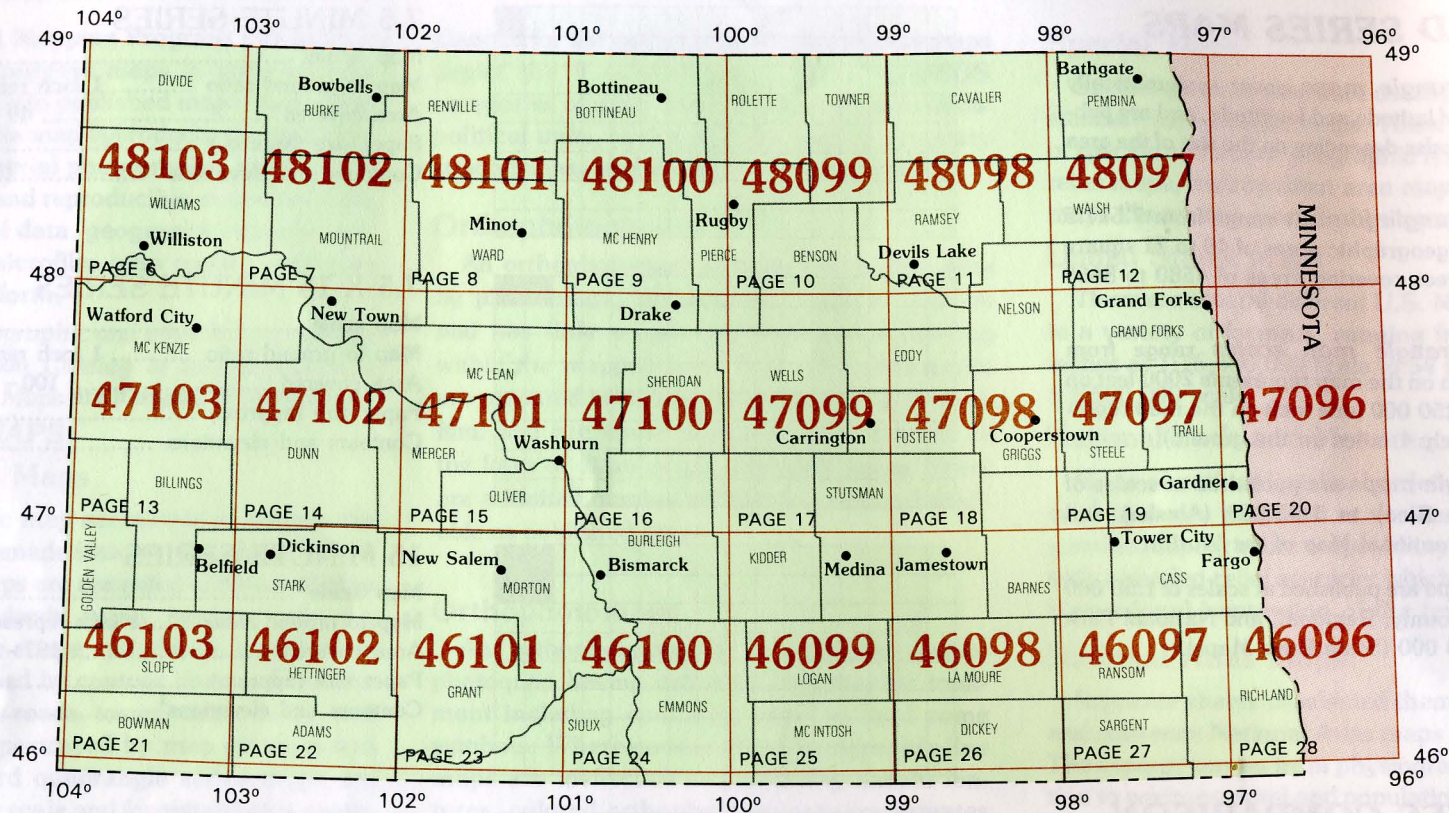 104° 103° 102° 101° 100° 99° 98° 97° 96°
49° 49°
DIVIDE
Bowbells
BURKE
RENVILLE
Bottineau
BOTTINEAU
ROLETTE
TOWNER
CAVALIER
Bathgate
PEMBINA
48103 48102 48101 48100 48099 48098 48097
WILLIAMS
MOUNTRAIL
Minot
WARD
MC HENRY
Rugby
PIERCE
BENSON
RAMSEY
Devils Lake
WALSH
MINNESOTA
Williston
PAGE 6 PAGE 7 PAGE 8 PAGE 9 PAGE 10 PAGE 11 PAGE 12
48° 48°
Watford City
New Town
Drake
NELSON
Grand Forks
GRAND FORKS
MC KENZIE
MC LEAN
SHERIDAN
WELLS
EDDY
47103 47102 47101 47100 47099 47098 47097 47096
Washburn
Carrington
FOSTER
Cooperstown
GRIGGS
STEELE
TRAILL
BILLINGS
DUNN
MERCER
OLIVER
STUTSMAN
Gardner
PAGE 13 PAGE 14 PAGE 15 PAGE 16 PAGE 17 PAGE 18 PAGE 19 PAGE 20
47° 47°
GOLDEN VALLEY
Belfield
Dickinson
STARK
New Salem
MORTON
BURLEIGH
Bismarck
KIDDER
Medina
Jamestown
BARNES
Tower City
CASS
Fargo
46103 46102 46101 46100 46099 46098 46097 46096
SLOPE
HETTINGER
GRANT
EMMONS
LOGAN
LA MOURE
RANSOM
RICHLAND
BOWMAN
ADAMS
SIOUX
MC INTOSH
DICKEY
SARGENT
PAGE 21 PAGE 22 PAGE 23 PAGE 24 PAGE 25 PAGE 26 PAGE 27 PAGE 28
46° 46°
104° 103° 102° 101° 100° 99° 98° 97° 96°